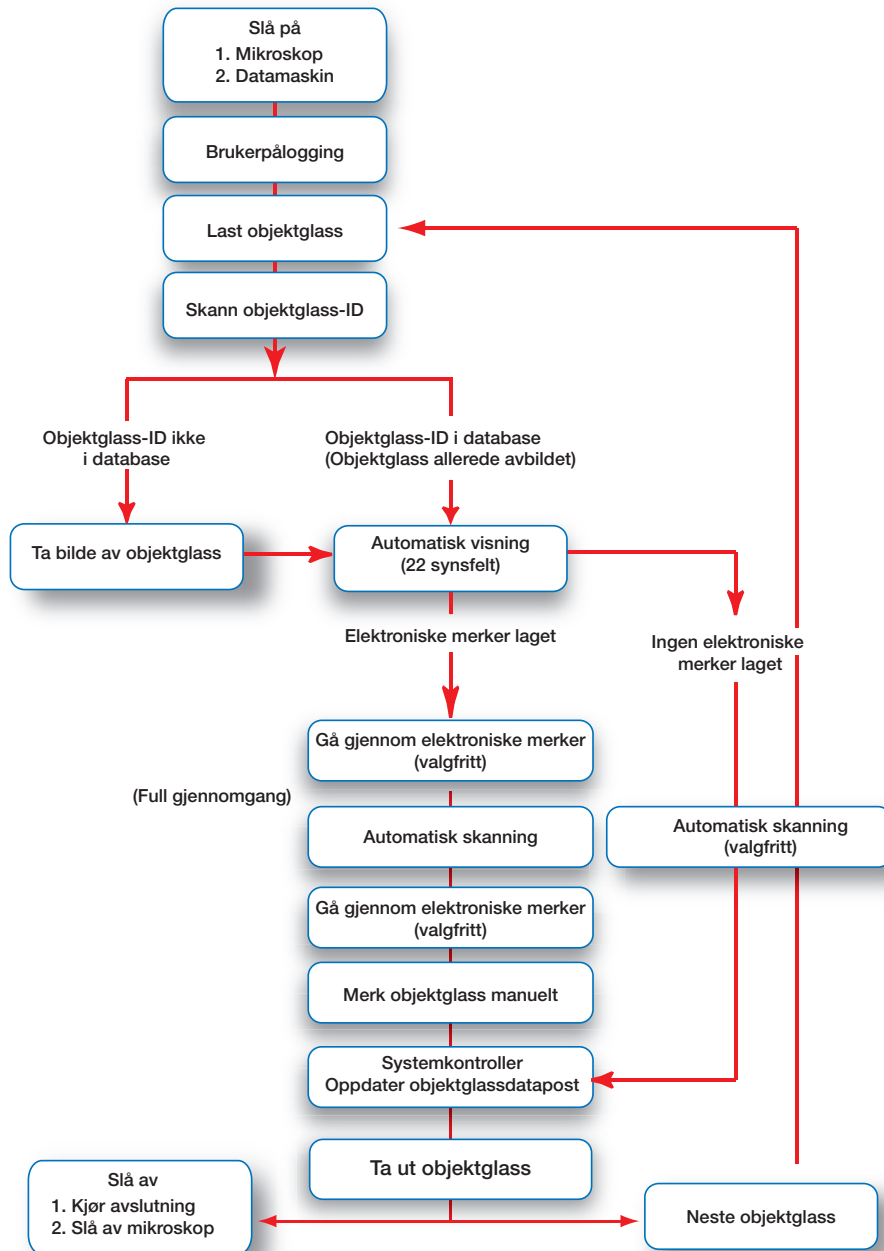 Slå på
1. Mikroskop
2. Datamaskin
Brukerpålogging
Last objektglass
Skann objektglass-ID
Objektglass-ID ikke
i database
Objektglass-ID i database
(Objektglass allerede avbildet)
Ta bilde av objektglass
Automatisk visning
(22 synsfelt)
Elektroniske merker laget
Ingen elektroniske
merker laget
Gå gjennom elektroniske merker
(valgfritt)
(Full gjennomgang)
Automatisk skanning
Automatisk skanning
(valgfritt)
Gå gjennom elektroniske merker
(valgfritt)
Merk objektglass manuelt
Systemkontroller
Oppdater objektglassdatapost
Ta ut objektglass
Slå av
1. Kjør avslutning
2. Slå av mikroskop
Neste objektglass